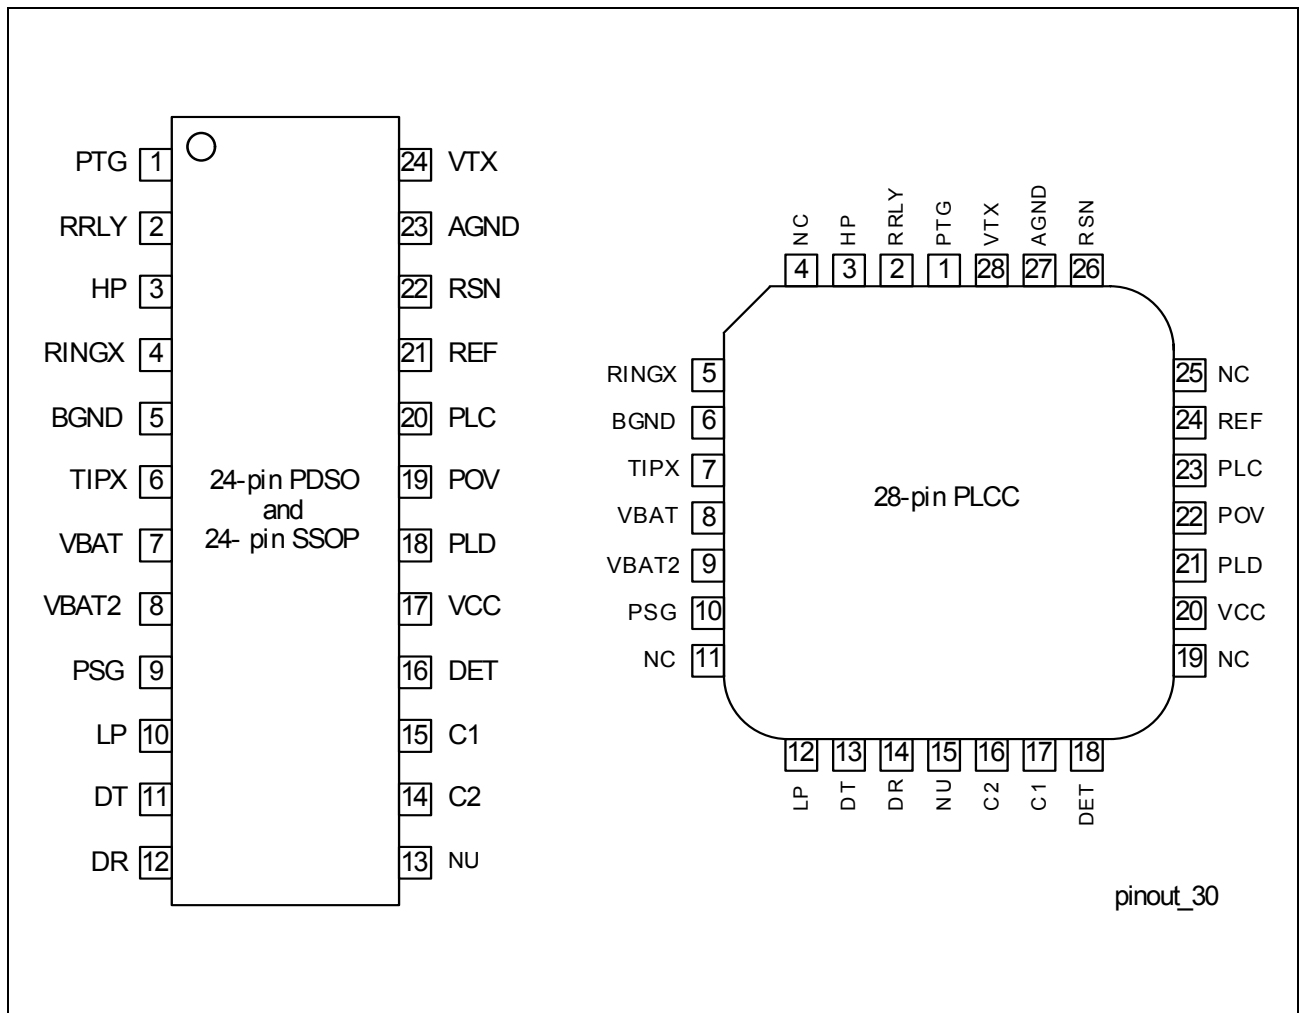 PTG 1
RRLY 2
HP 3
RINGX 4
BGND 5
TIPX 6
VBAT 7
VBAT2 8
PSG 9
LP 10
DT 11
DR 12
24-pin PDSO
and
24- pin SSOP
24 VTX
23 AGND
22 RSN
21 REF
20 PLC
19 POV
18 PLD
17 VCC
16 DET
15 C1
14 C2
13 NU
NC HP RRLY PTG VTX AGND RSN
4 3 2 1 28 27 26
RINGX 5
BGND 6
TIPX 7
VBAT 8
VBAT2 9
PSG 10
NC 11
28-pin PLCC
25 NC
24 REF
23 PLC
22 POV
21 PLD
20 VCC
19 NC
12 13 14 15 16 17 18
LP DT DR NU C2 C1 DET
pinout_30